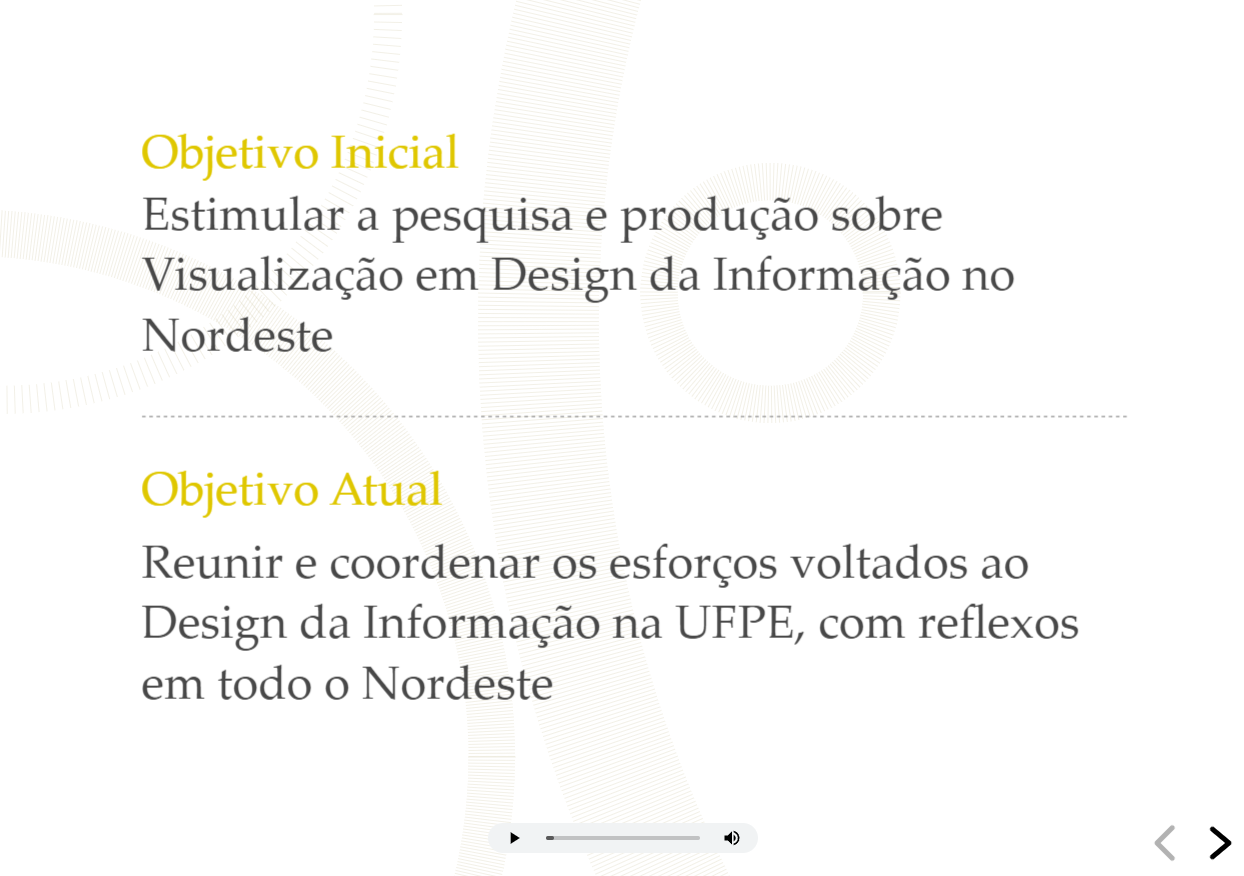 Objetivo Inicial
Estimular a pesquisa e produção sobre
Visualização em Design da Informação no
Nordeste
Objetivo Atual
Reunir e coordenar os esforços voltados ao
Design da Informação na UFPE, com reflexos
em todo o Nordeste